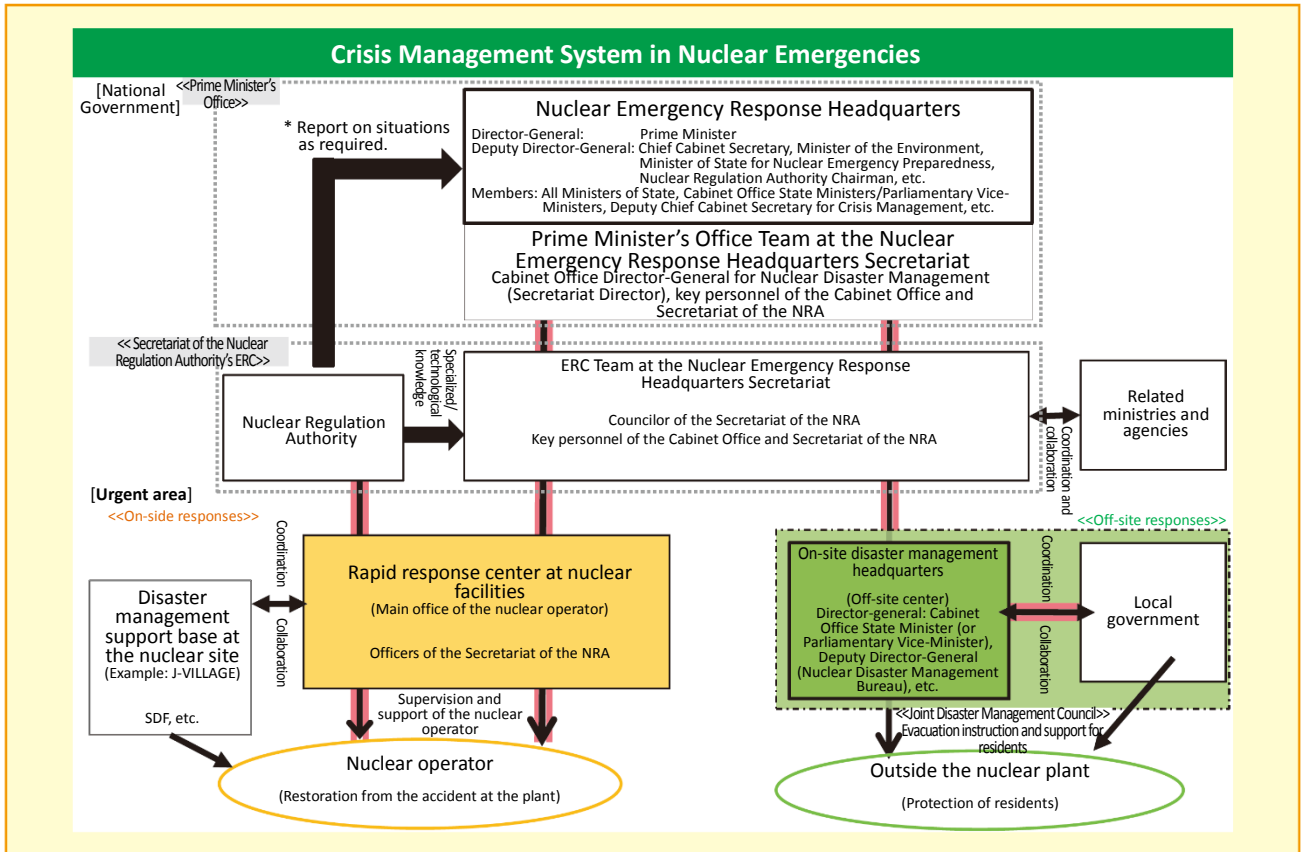 Crisis Management System in Nuclear Emergencies
[National
Government]
<<Prime Minister's
Office>>
* Report on situations
as required.
Nuclear Emergency Response Headquarters
Director-General: Prime Minister
Deputy Director-General: Chief Cabinet Secretary, Minister of the Environment,
Minister of State for Nuclear Emergency Preparedness,
Nuclear Regulation Authority Chairman, etc.
Members: All Ministers of State, Cabinet Office State Ministers/Parliamentary Vice-
Ministers, Deputy Chief Cabinet Secretary for Crisis Management, etc.
Prime Minister's Office Team at the Nuclear
Emergency Response Headquarters Secretariat
Cabinet Office Director-General for Nuclear Disaster Management
(Secretariat Director), key personnel of the Cabinet Office and
Secretariat of the NRA
<< Secretariat of the Nuclear
Regulation Authority's ERC>>
Nuclear Regulation
Authority
Specialized/
technological
knowledge
ERC Team at the Nuclear Emergency Response
Headquarters Secretariat
Councilor of the Secretariat of the NRA
Key personnel of the Cabinet Office and Secretariat of the NRA
Coordination and
collaboration
Related
ministries and
agencies
[Urgent area]
<<On-side responses>>
<<Off-site responses>>
Disaster
management
support base at
the nuclear site
(Example: J-VILLAGE)
SDF, etc.
Coordination
Collaboration
Rapid response center at nuclear
facilities
(Main office of the nuclear operator)
Officers of the Secretariat of the NRA
On-site disaster management
headquarters
(Off-site center)
Director-general: Cabinet
Office State Minister (or
Parliamentary Vice-Minister),
Deputy Director-General
(Nuclear Disaster Management
Bureau), etc.
Coordination
Collaboration
Local
government
Supervision and
support of the nuclear
operator
<<Joint Disaster Management Council>>
Evacuation instruction and support for
residents
Nuclear operator
(Restoration from the accident at the plant)
Outside the nuclear plant
(Protection of residents)